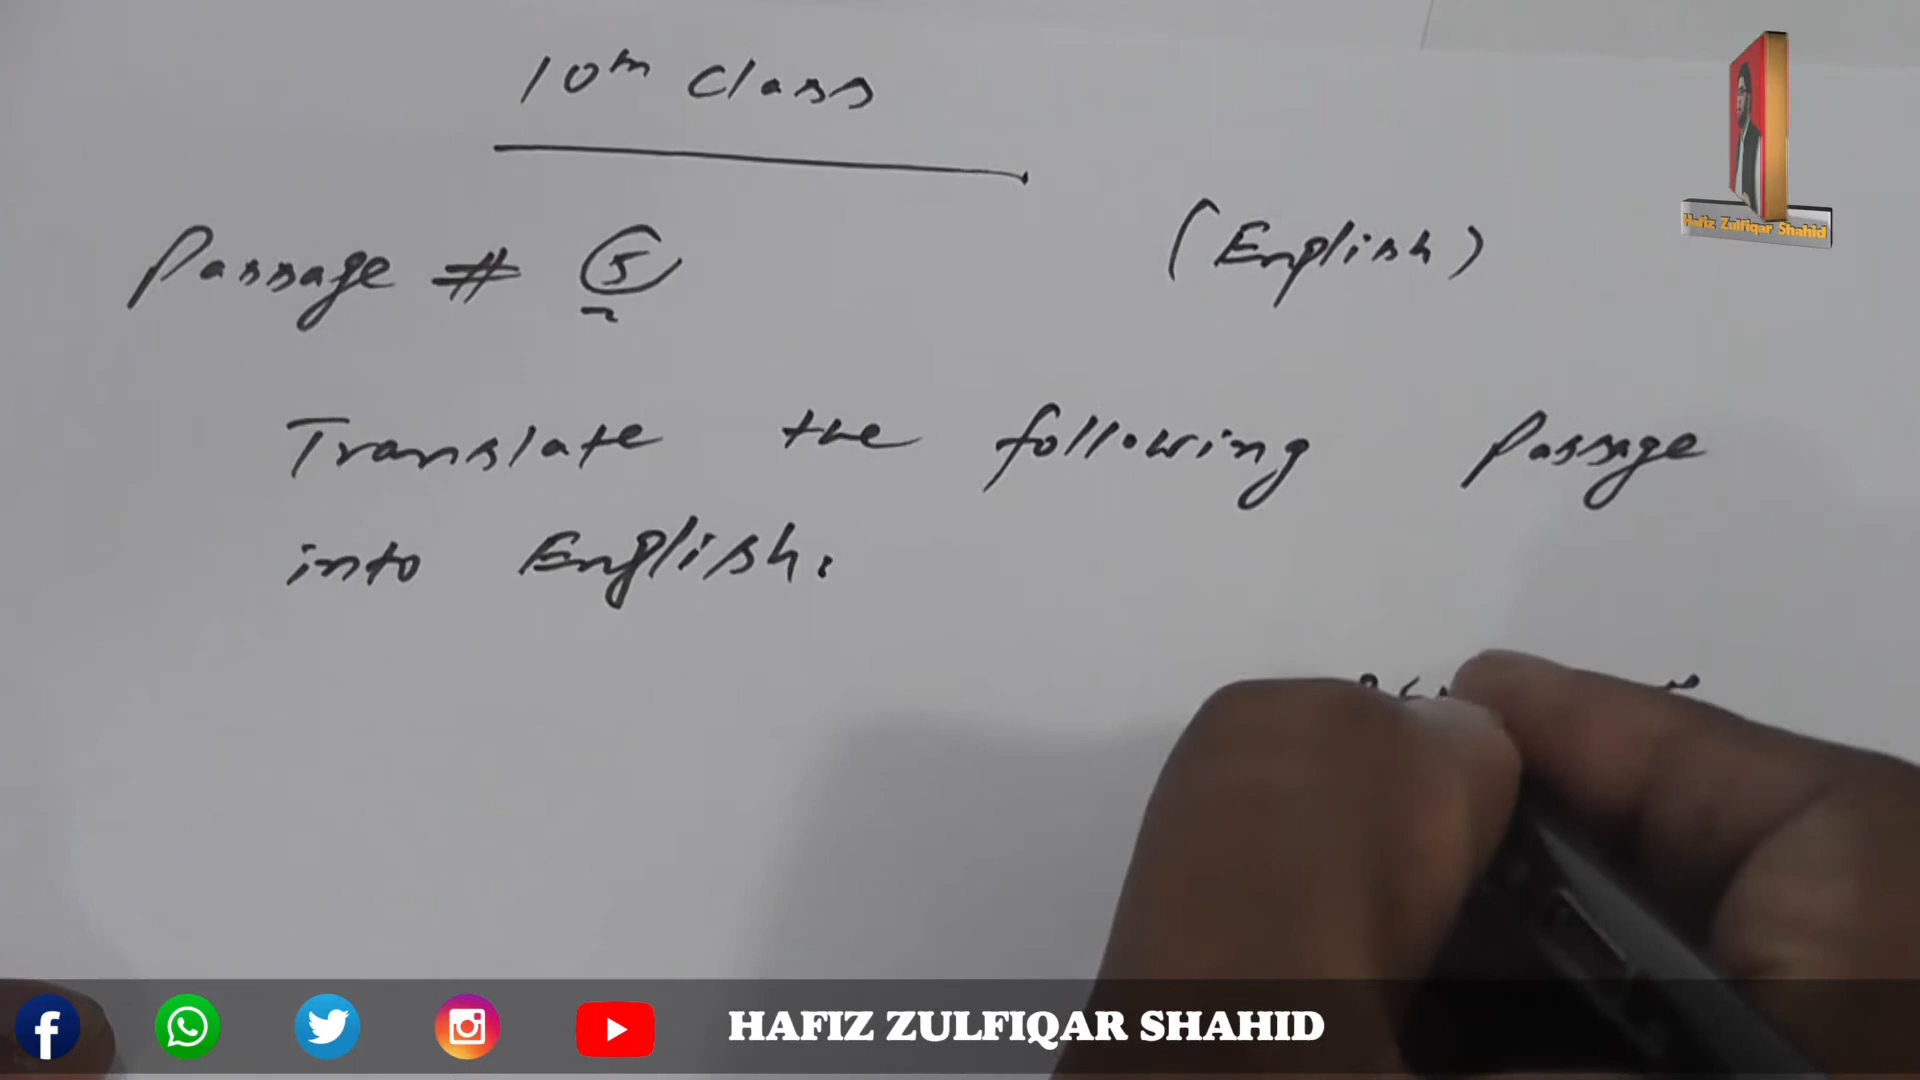 10th Class
Passage # 5
(English)
Translate the following Passage
into English.
Hafiz Zulfiqar Shahid
HAFIZ ZULFIQAR SHAHID